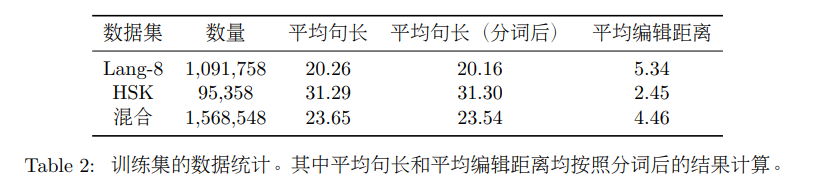 数据集 数量 平均句长 平均句长（分词后） 平均编辑距离
Lang-8 1,091,758 20.26 20.16 5.34
HSK 95,358 31.29 31.30 2.45
混合 1,568,548 23.65 23.54 4.46
Table 2: 训练集的数据统计。其中平均句长和平均编辑距离均按照分词后的结果计算。